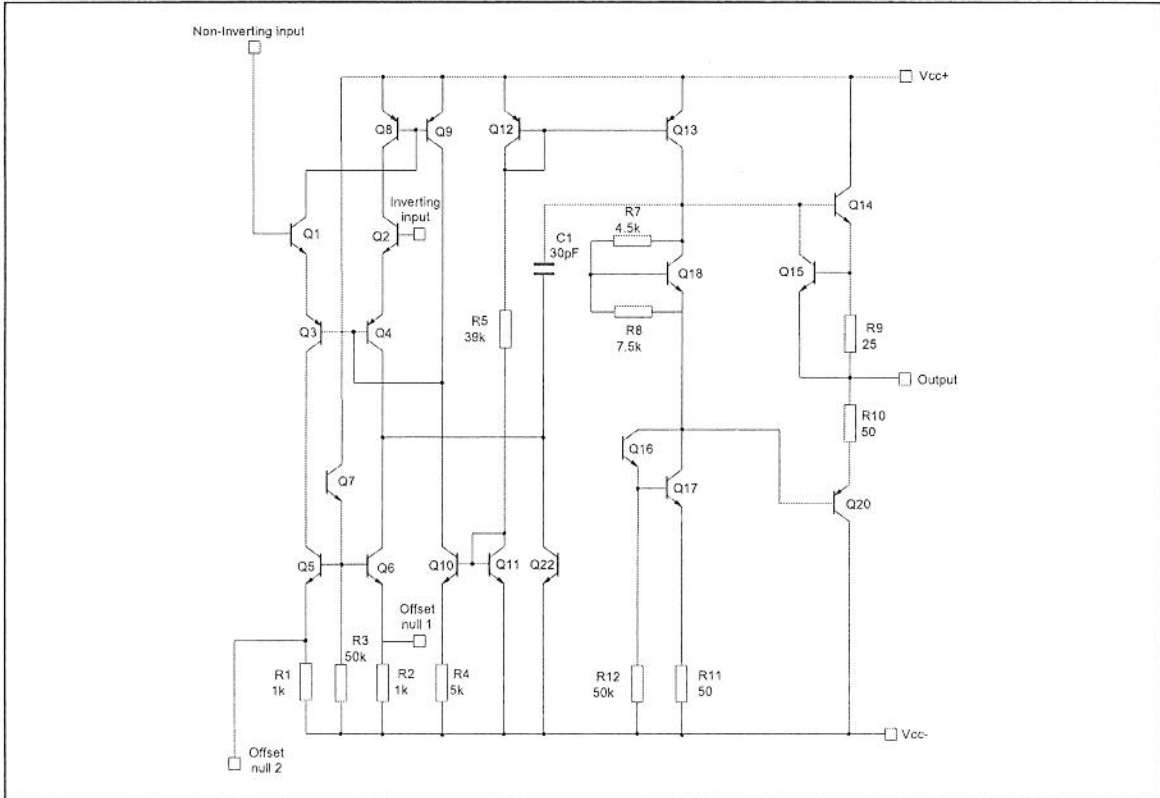 Non-Inverting input
Vcc+
Q8
Q9
Q12
Q13
Inverting
input
Q1
Q2
Q14
R7
4.5k
C1
30pF
Q18
Q15
Q3
Q4
R5
39k
R8
7.5k
R9
25
Output
R10
50
Q16
Q7
Q17
Q20
Q5
Q6
Q10
Q11
Q22
Offset
null 1
R3
50k
R1
1k
R2
1k
R4
5k
R12
50k
R11
50
Vcc-
Offset
null 2